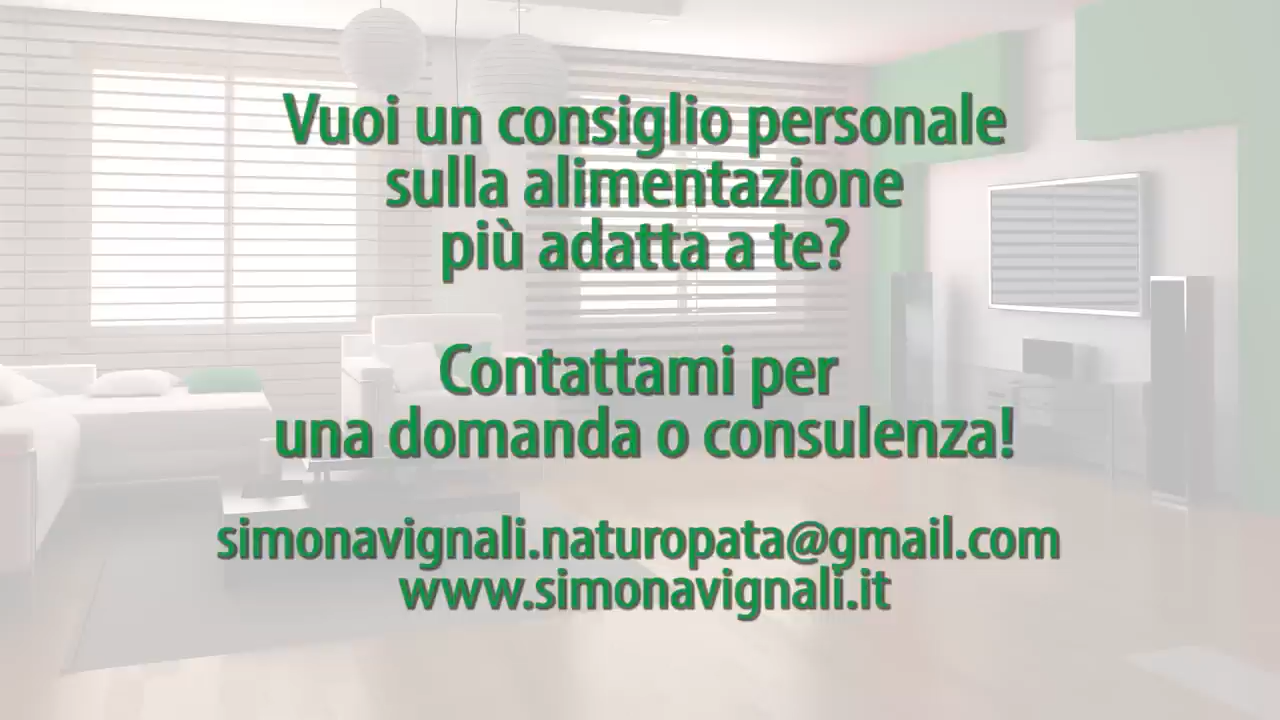 Vuoi un consiglio personale
sulla alimentazione
più adatta a te?
Contattami per
una domanda o consulenza!
simonavignali.naturopata@gmail.com
www.simonavignali.it